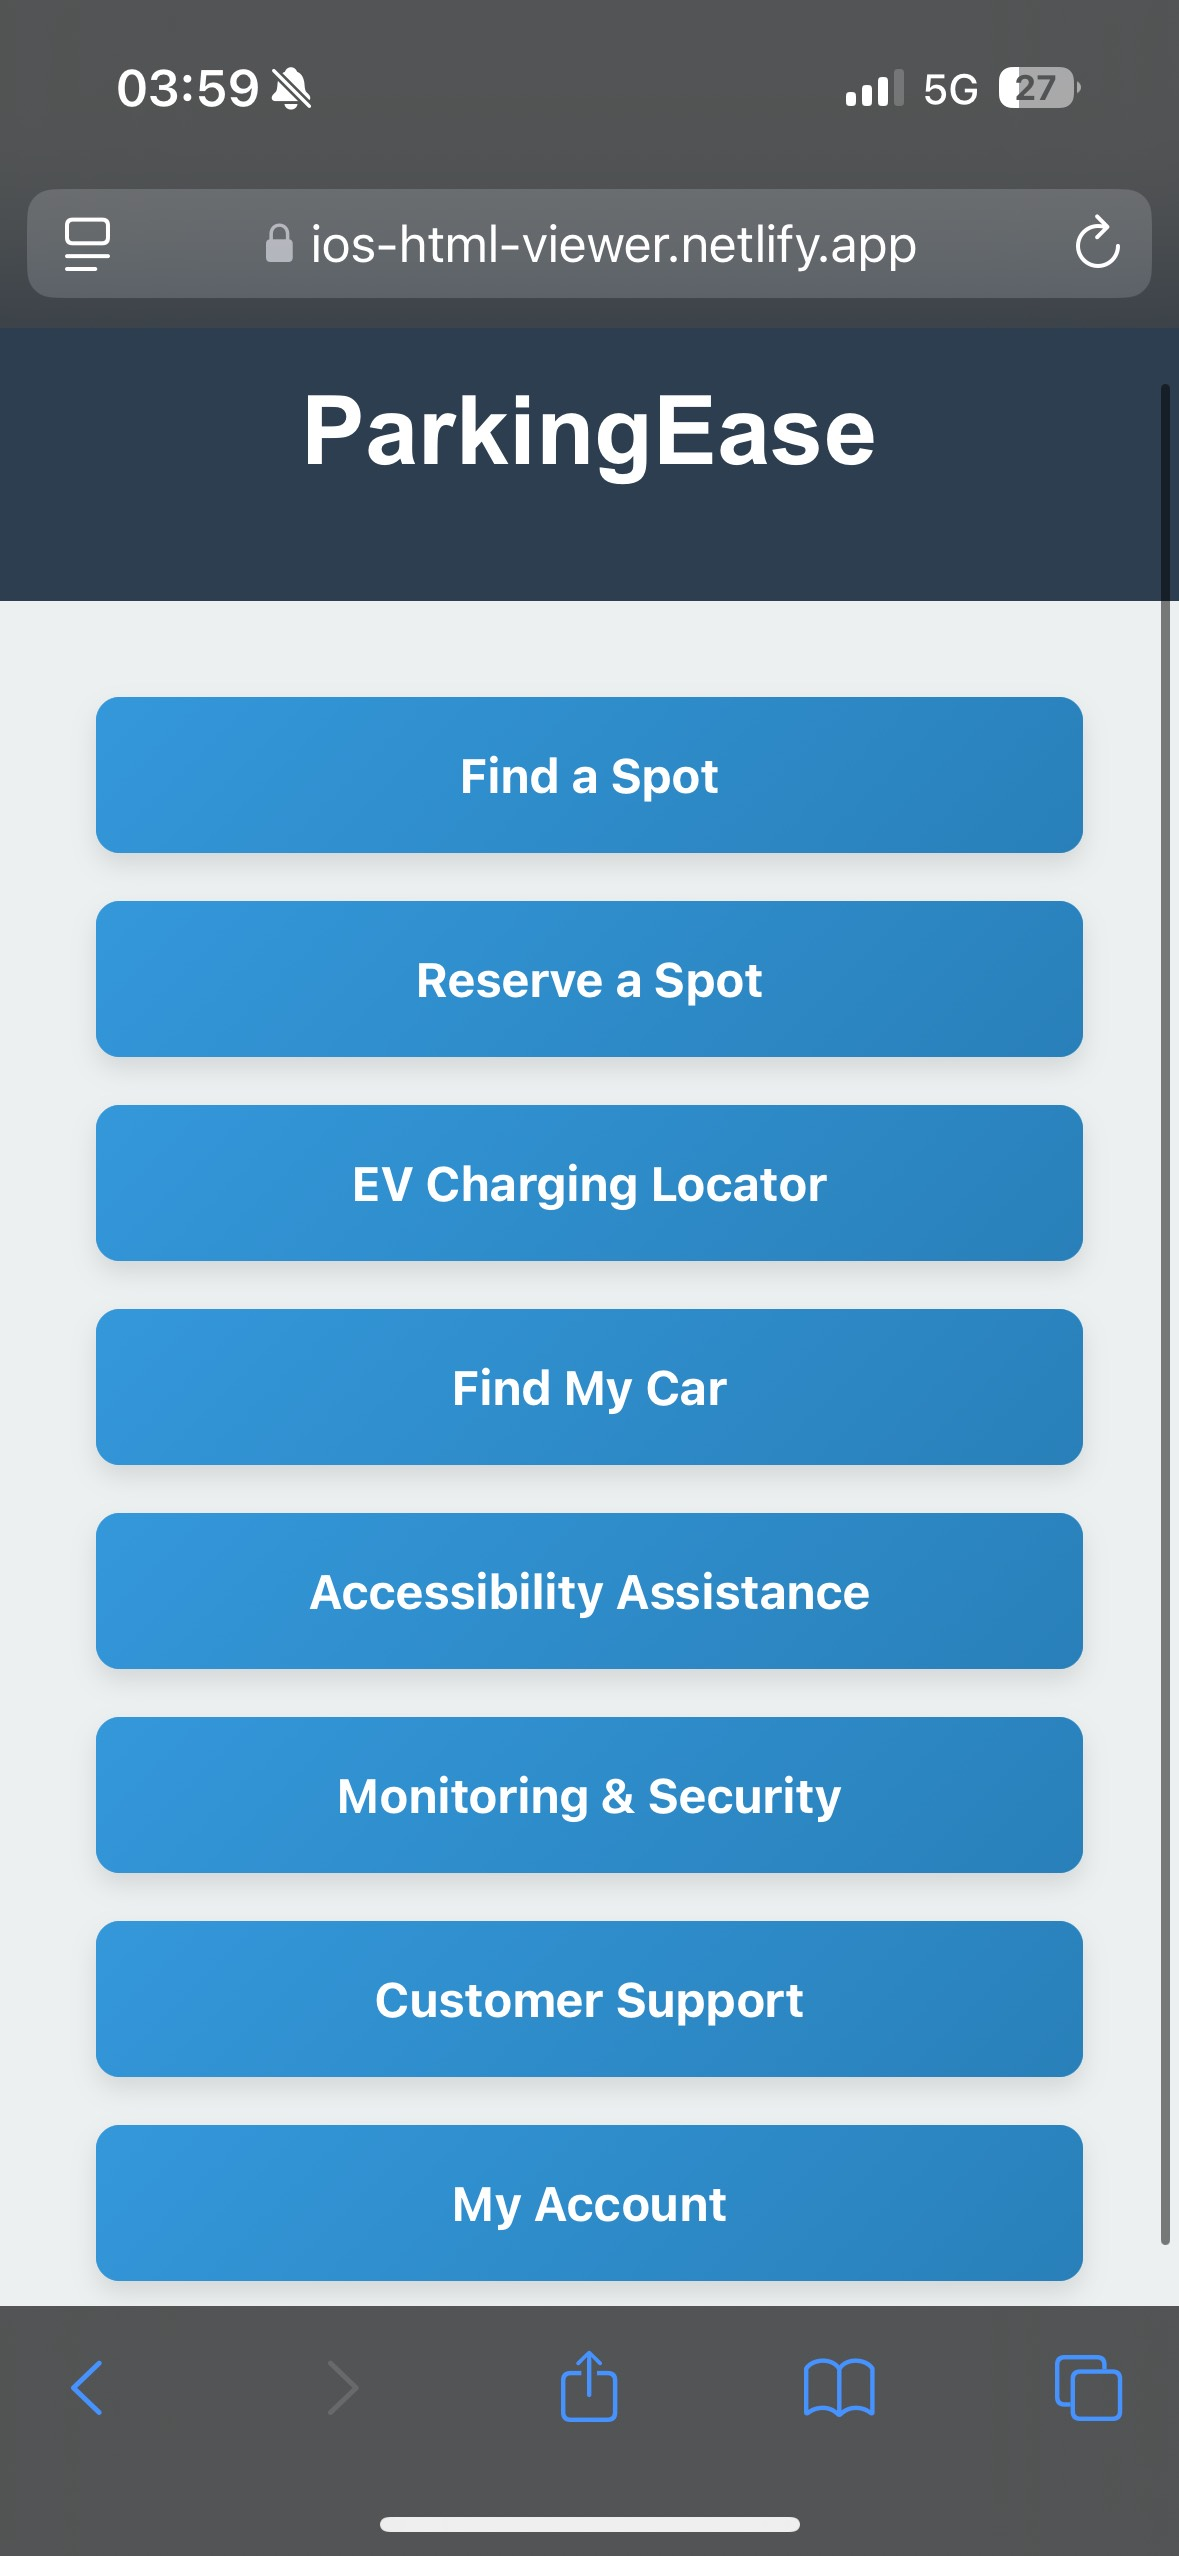 03:59
5G
27
ios-html-viewer.netlify.app
ParkingEase
Find a Spot
Reserve a Spot
EV Charging Locator
Find My Car
Accessibility Assistance
Monitoring & Security
Customer Support
My Account